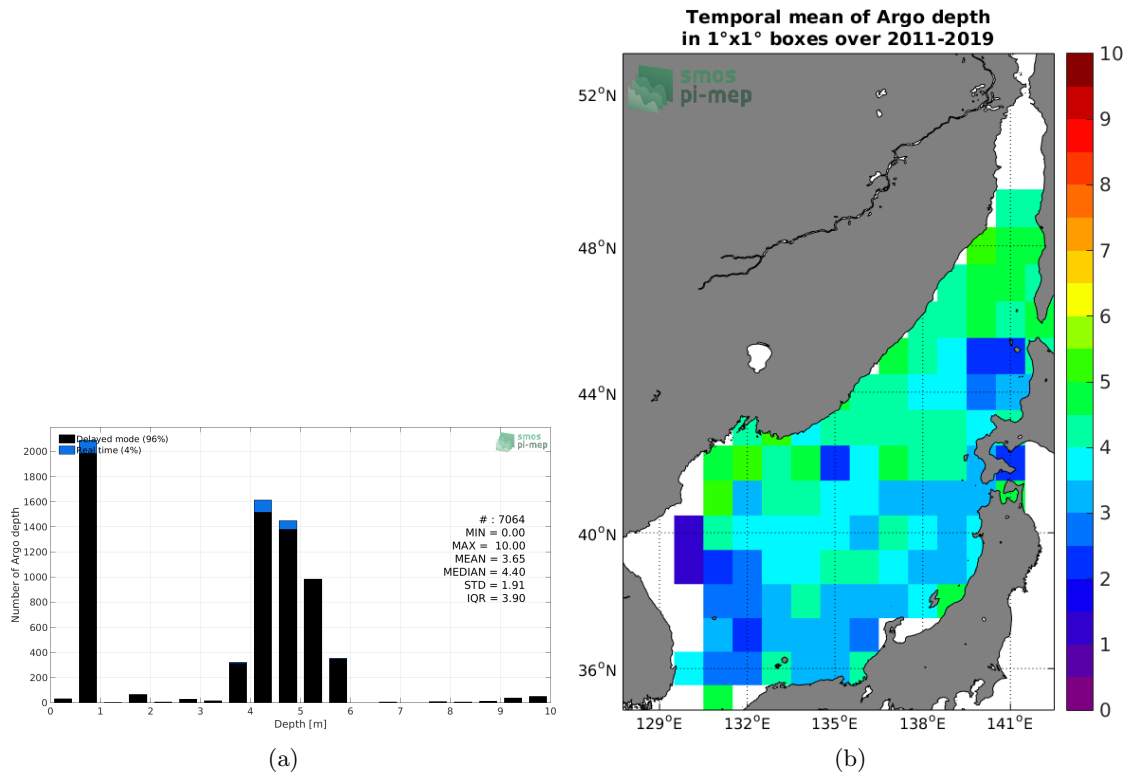 Temporal mean of Argo depth
in 1°x1° boxes over 2011-2019
smos
pi-mep
52°N
48°N
44°N
40°N
36°N
129°E
132°E
135°E
138°E
141°E
10
9
8
7
6
5
4
3
2
1
0
(b)
Delayed mode (96%)
Real time (4%)
smos
pi-mep
# : 7064
MIN = 0.00
MAX = 10.00
MEAN = 3.65
MEDIAN = 4.40
STD = 1.91
IQR = 3.90
Number of Argo depth
2000
1800
1600
1400
1200
1000
800
600
400
200
0
0 1 2 3 4 5 6 7 8 9 10
Depth [m]
(a)